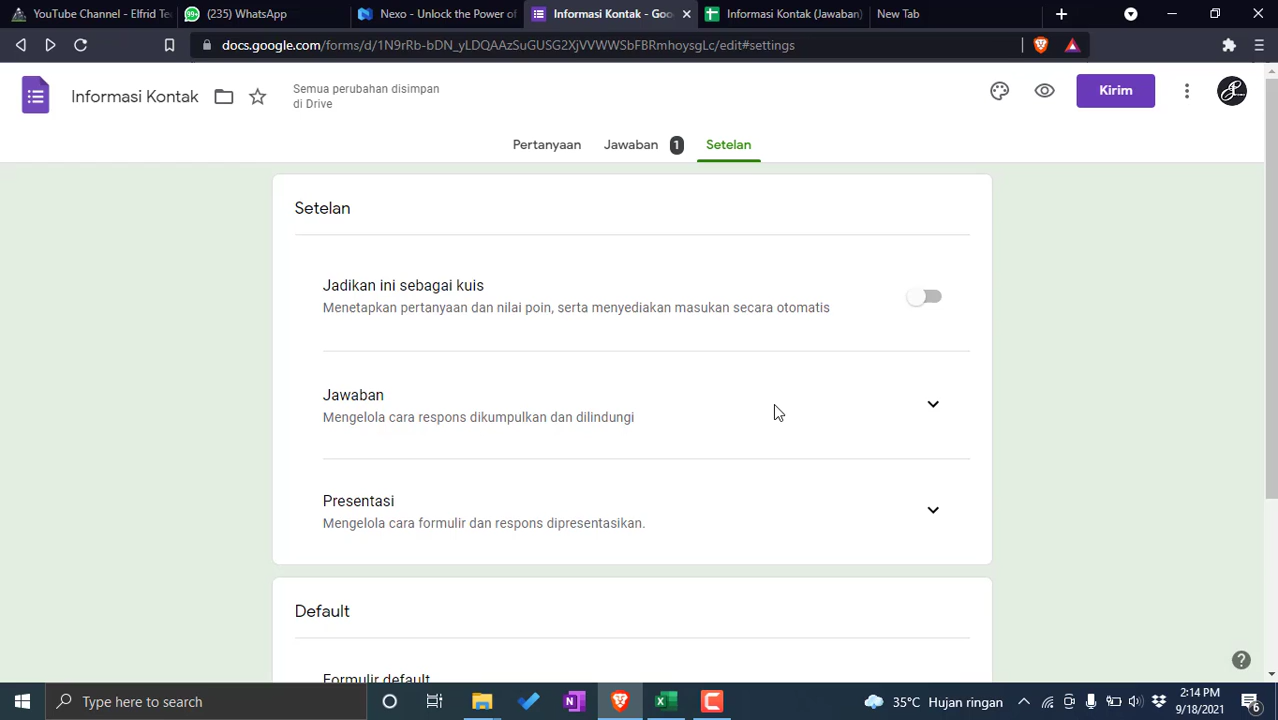 YouTube Channel - Elfrid Tec
99+
(235) WhatsApp
Nexo - Unlock the Power of
Informasi Kontak - Goo
Informasi Kontak (Jawaban)
New Tab
docs.google.com/forms/d/1N9rRb-bDN_yLDQAAzSuGUSG2XjVVWWSbFBRmhoysgLc/edit#settings
Informasi Kontak
Semua perubahan disimpan
di Drive
Kirim
Pertanyaan
Jawaban
1
Setelan
Setelan
Jadikan ini sebagai kuis
Menetapkan pertanyaan dan nilai poin, serta menyediakan masukan secara otomatis
Jawaban
Mengelola cara respons dikumpulkan dan dilindungi
Presentasi
Mengelola cara formulir dan respons dipresentasikan.
Default
Formulir default
Type here to search
35°C Hujan ringan
2:14 PM
9/18/2021
6